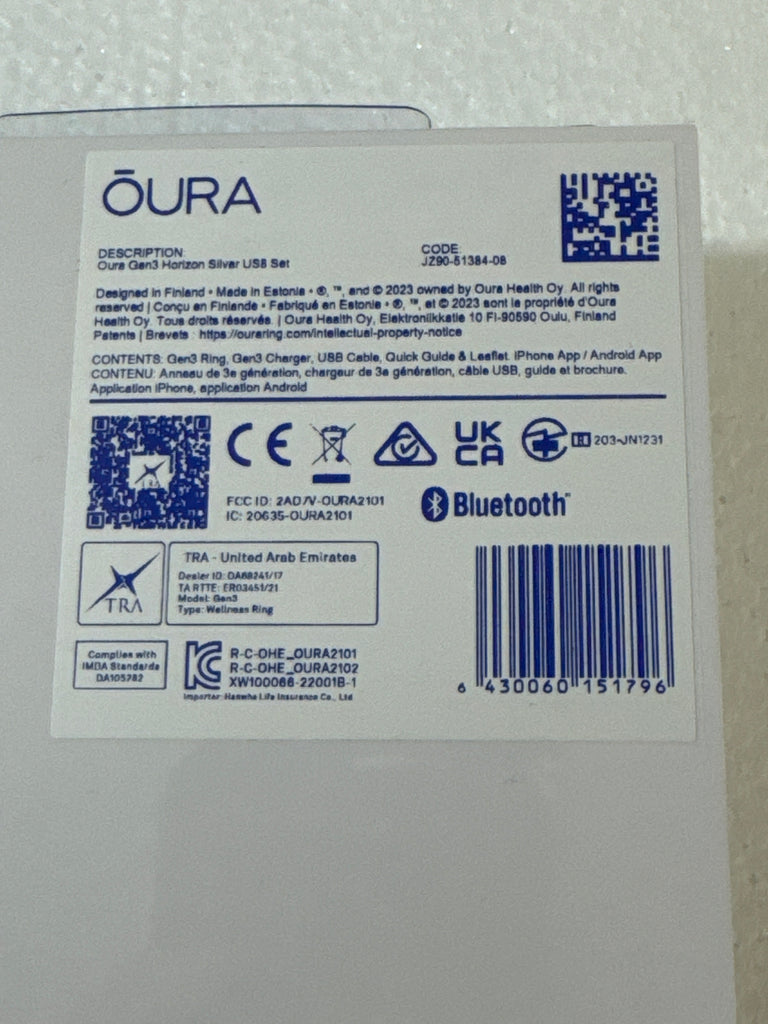 ŌURA
DESCRIPTION:
Oura Gen3 Horizon Silver USB Set
CODE:
JZ90-51384-08
Designed in Finland • Made in Estonia • ®, ™, and © 2023 owned by Oura Health Oy. All rights
reserved | Conçu en Finlande • Fabriqué en Estonie • ®, ™, et © 2023 sont la propriété d'Oura
Health Oy. Tous droits réservés. | Oura Health Oy, Elektroniikkatie 10 FI-90590 Oulu, Finland
Patents | Brevets : https://ouraring.com/intellectual-property-notice
CONTENTS: Gen3 Ring, Gen3 Charger, USB Cable, Quick Guide & Leaflet. iPhone App / Android App
CONTENU: Anneau de 3e génération, chargeur de 3e génération, câble USB, guide et brochure.
Application iPhone, application Android
TRA
CE
UK
CA
R 203-JN1231
FCC ID: 2AD7V-OURA2101
IC: 20635-OURA2101
Bluetooth
TRA
TRA - United Arab Emirates
Dealer ID: DA88241/17
TA RTTE: ER03451/21
Model: Gen3
Type: Wellness Ring
Complies with
IMDA Standards
DA105282
R-C-OHE_OURA2101
R-C-OHE_OURA2102
XW100066-22001B-1
Importer: Hanwha Life Insurance Co., Ltd
6 430060 151796